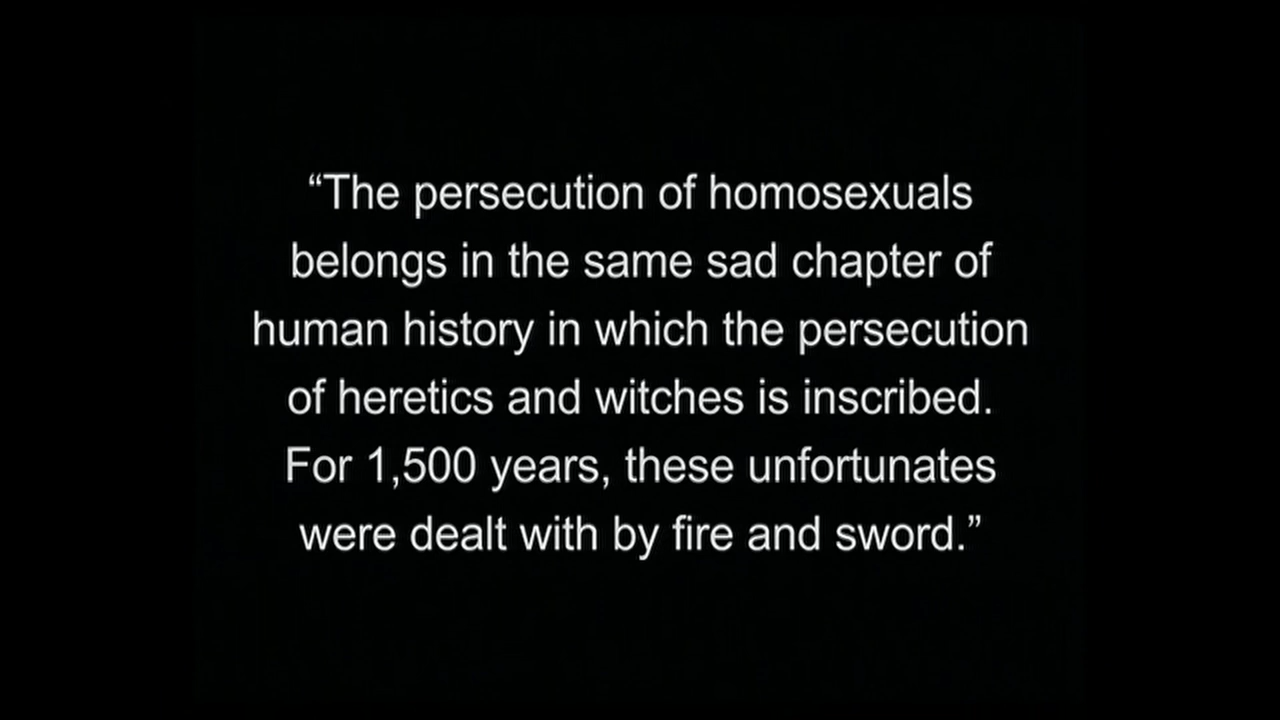 “The persecution of homosexuals
belongs in the same sad chapter of
human history in which the persecution
of heretics and witches is inscribed.
For 1,500 years, these unfortunates
were dealt with by fire and sword.”